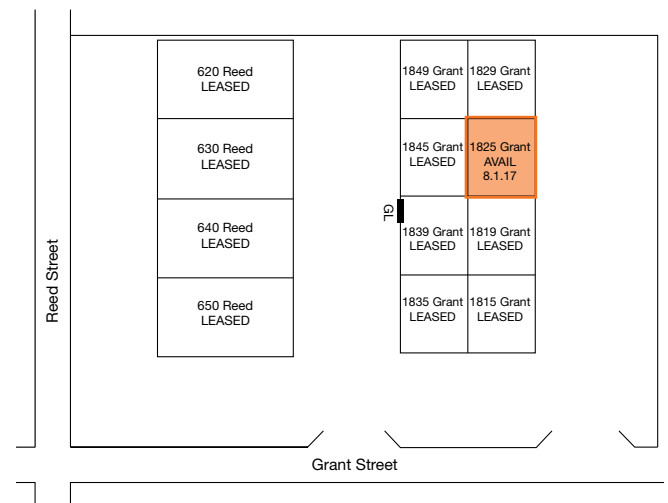 620 Reed
LEASED
630 Reed
LEASED
640 Reed
LEASED
650 Reed
LEASED
1849 Grant
LEASED
1829 Grant
LEASED
1845 Grant
LEASED
1825 Grant
AVAIL
8.1.17
GL
1839 Grant
LEASED
1819 Grant
LEASED
1835 Grant
LEASED
1815 Grant
LEASED
Reed Street
Grant Street